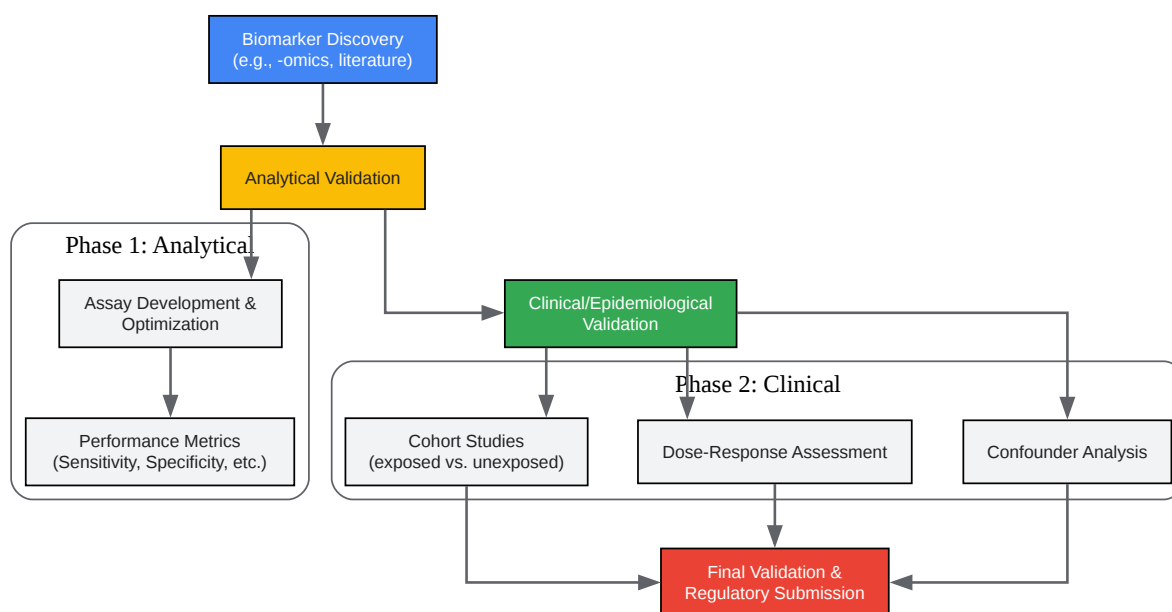 Biomarker Discovery
(e.g., -omics, literature)
Analytical Validation
Phase 1: Analytical
Assay Development &
Optimization
Performance Metrics
(Sensitivity, Specificity, etc.)
Clinical/Epidemiological
Validation
Phase 2: Clinical
Cohort Studies
(exposed vs. unexposed)
Dose-Response Assessment
Confounder Analysis
Final Validation &
Regulatory Submission